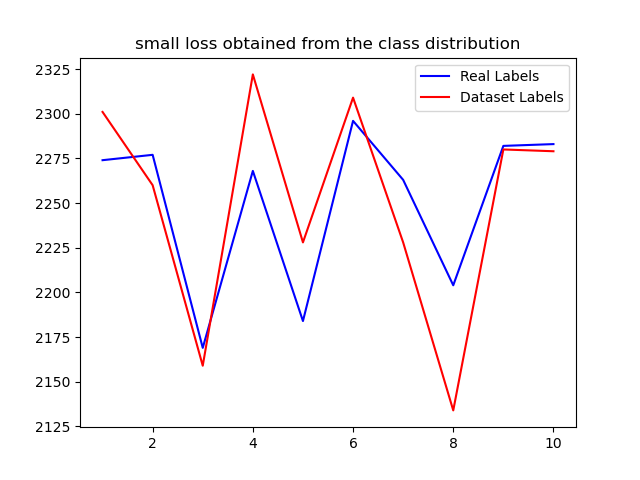 small loss obtained from the class distribution
Real Labels
Dataset Labels
2325
2300
2275
2250
2225
2200
2175
2150
2125
2 4 6 8 10